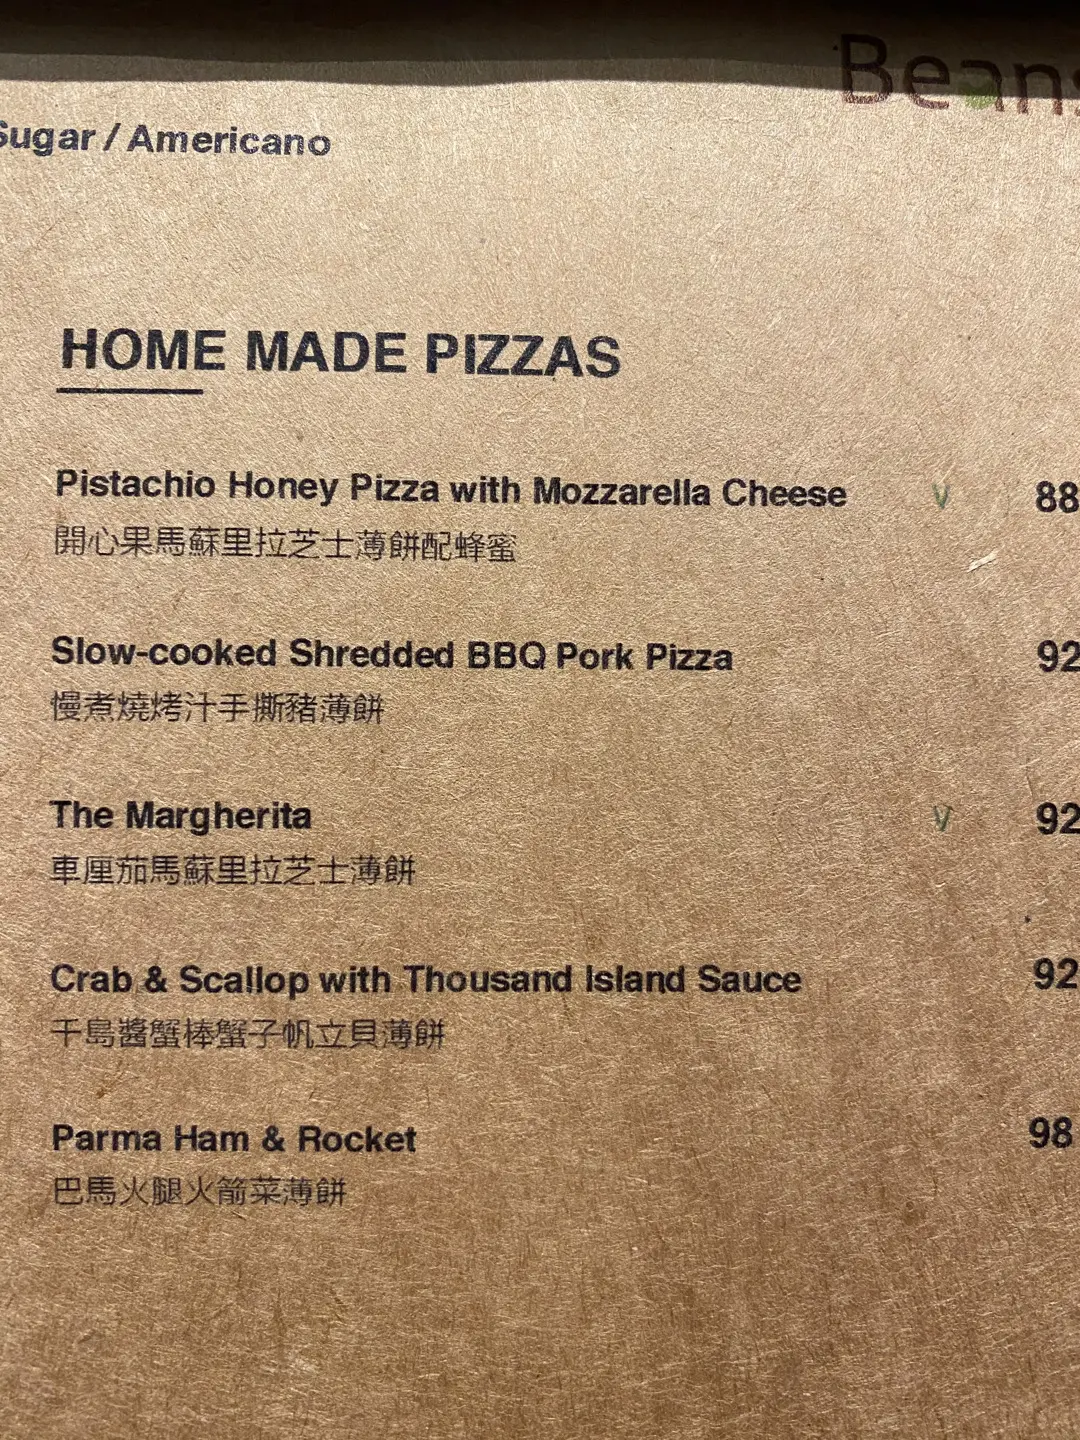 Beans
Sugar / Americano
HOME MADE PIZZAS
Pistachio Honey Pizza with Mozzarella Cheese V 88
開心果馬蘇里拉芝士薄餅配蜂蜜
Slow-cooked Shredded BBQ Pork Pizza 92
慢煮燒烤汁手撕豬薄餅
The Margherita V 92
車厘茄馬蘇里拉芝士薄餅
Crab & Scallop with Thousand Island Sauce 92
千島醬蟹棒蟹子帆立貝薄餅
Parma Ham & Rocket 98
巴馬火腿火箭菜薄餅